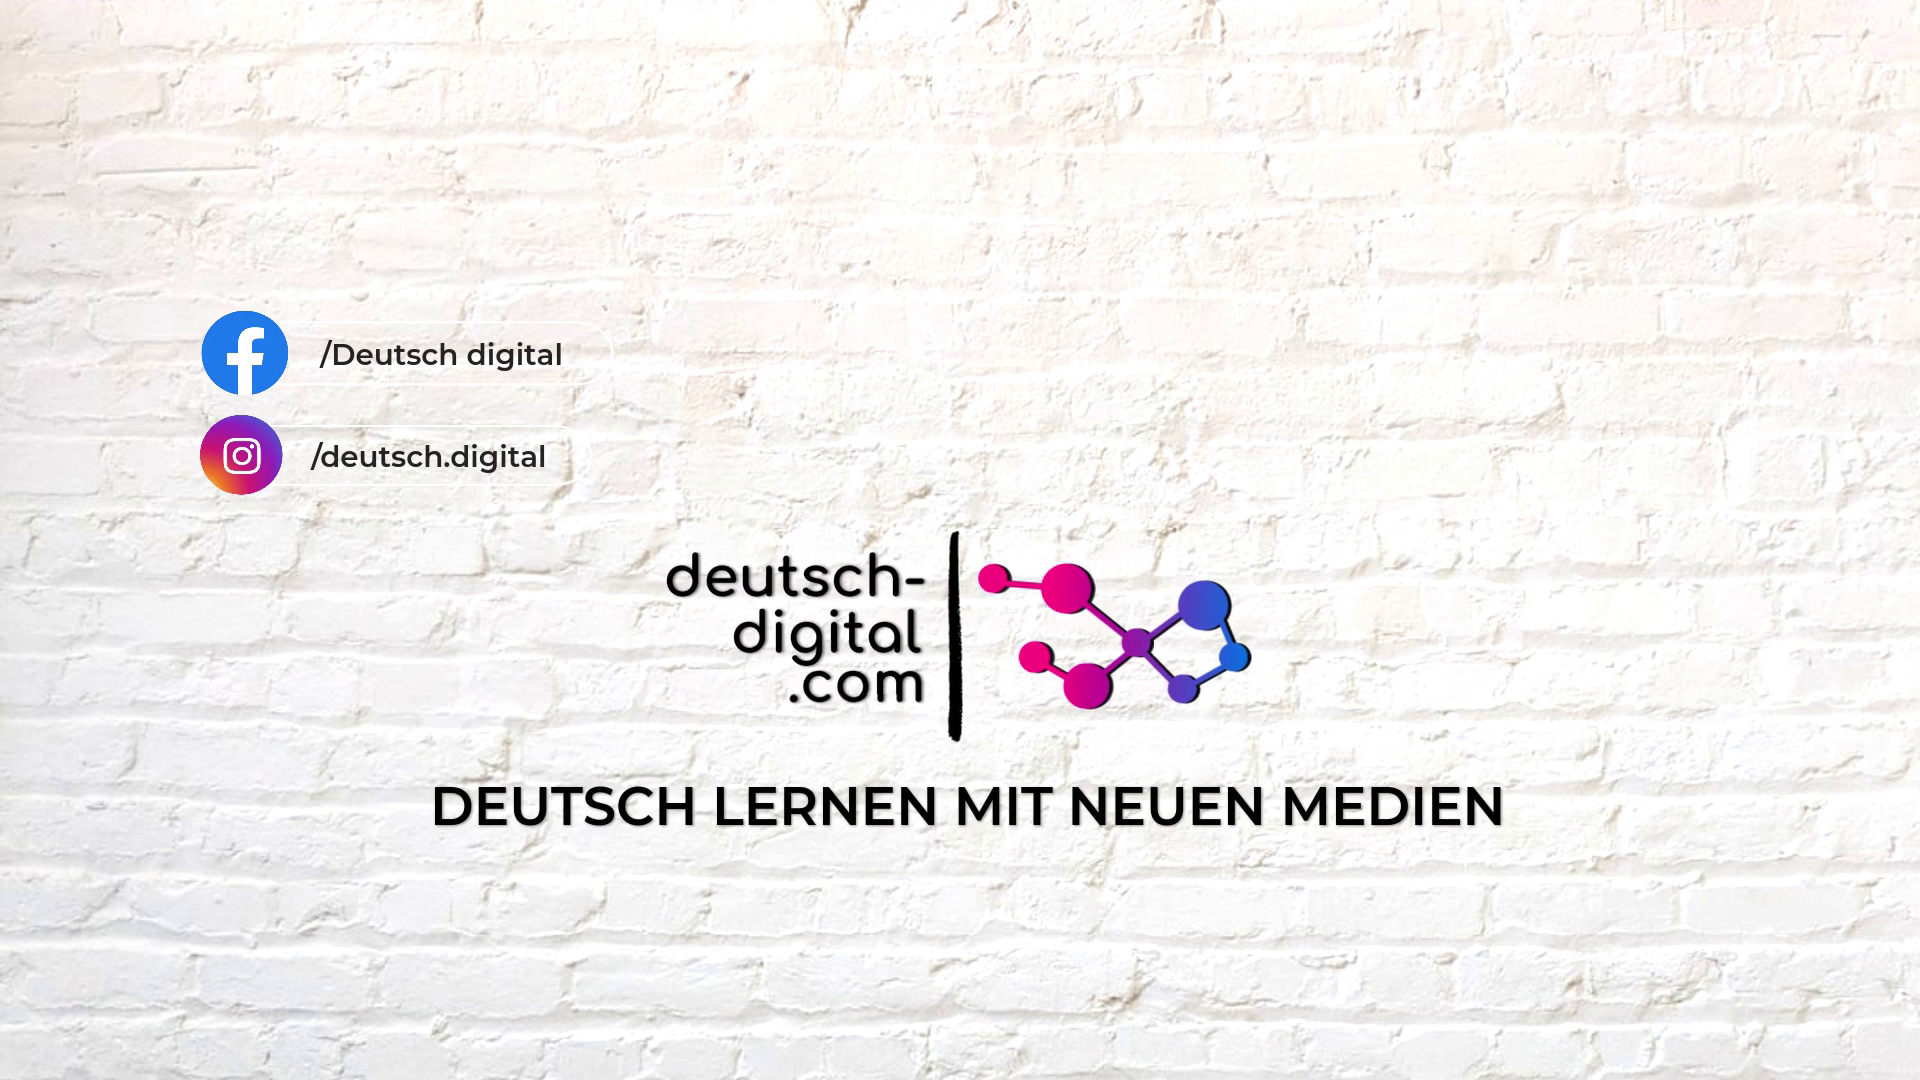 /Deutsch digital
/deutsch.digital
deutsch-
digital
.com
DEUTSCH LERNEN MIT NEUEN MEDIEN